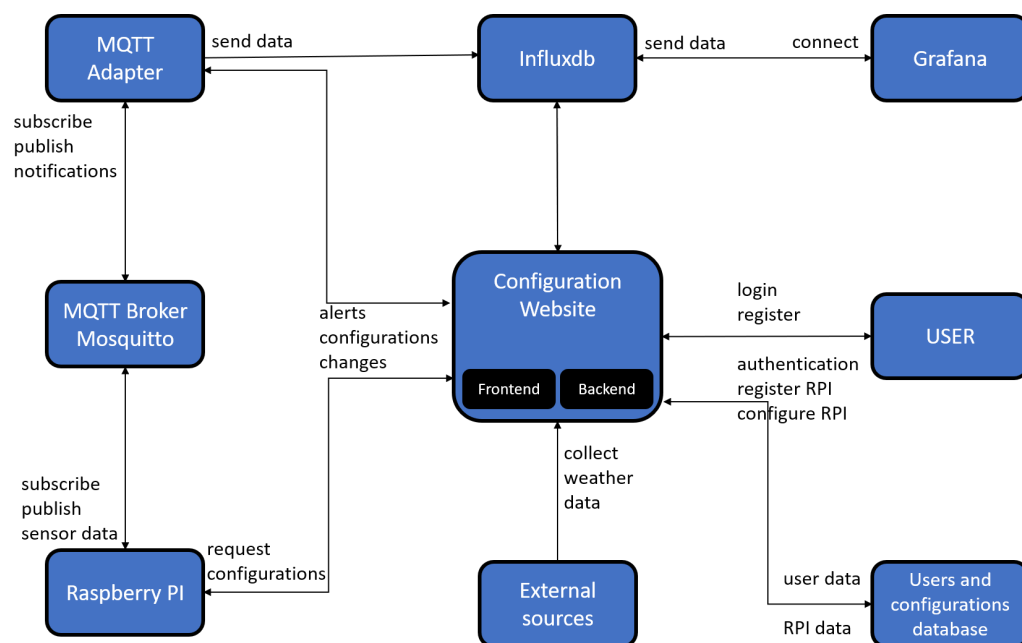 MQTT
Adapter
send data
Influxdb
send data
connect
Grafana
subscribe
publish
notifications
MQTT Broker
Mosquitto
alerts
configurations
changes
Configuration
Website
Frontend
Backend
login
register
USER
authentication
register RPI
configure RPI
collect
weather
data
subscribe
publish
sensor data
Raspberry PI
request
configurations
External
sources
user data
RPI data
Users and
configurations
database